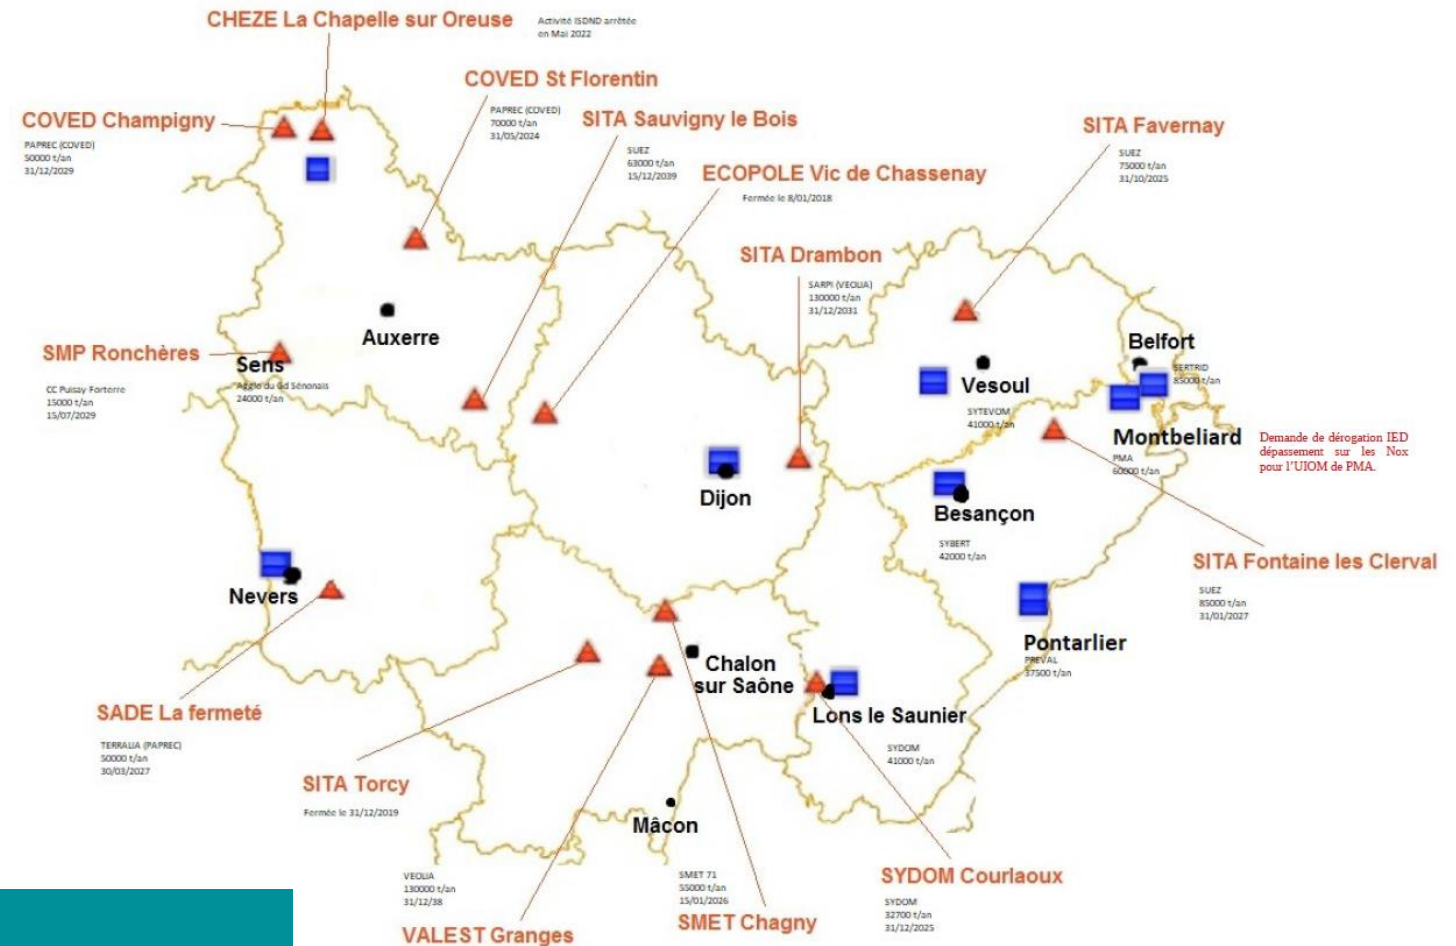 CHEZE La Chapelle sur Oreuse
Activité ISDND arrêtée
en Mai 2022
COVED St Florentin
PAPREC (COVED)
70000 t/an
31/05/2024
COVED Champigny
PAPREC (COVED)
50000 t/an
31/12/2029
SITA Sauvigny le Bois
SUEZ
63000 t/an
15/12/2039
SITA Favernay
SUEZ
75000 t/an
31/10/2025
ECOPOLE Vic de Chassenay
Fermée le 8/01/2018
SITA Drambon
SARPI (VEOLIA)
130000 t/an
31/12/2031
Auxerre
SMP Ronchères
CC Puisay-Forterre
15000 t/an
15/07/2029
Sens
Agglo du Gd Sénonais
24000 t/an
Belfort
SERTRID
85000 t/an
Vesoul
SYTEVOM
41000 t/an
Montbeliard
PMA
60000 t/an
Demande de dérogation IED
dépassement sur les Nox
pour l'UIOM de PMA.
Dijon
Besançon
SYBERT
42000 t/an
SITA Fontaine les Clerval
SUEZ
85000 t/an
31/01/2027
Nevers
Pontarlier
PREVAL
37500 t/an
Chalon
sur Saône
SADE La fermeté
TERRALIA (PAPREC)
50000 t/an
30/03/2027
Lons le Saunier
SYDOM
41000 t/an
SITA Torcy
Fermée le 31/12/2019
Mâcon
VEOLIA
130000 t/an
31/12/38
VALEST Granges
SMET 71
55000 t/an
15/01/2026
SMET Chagny
SYDOM Courlaoux
SYDOM
32700 t/an
31/12/2025